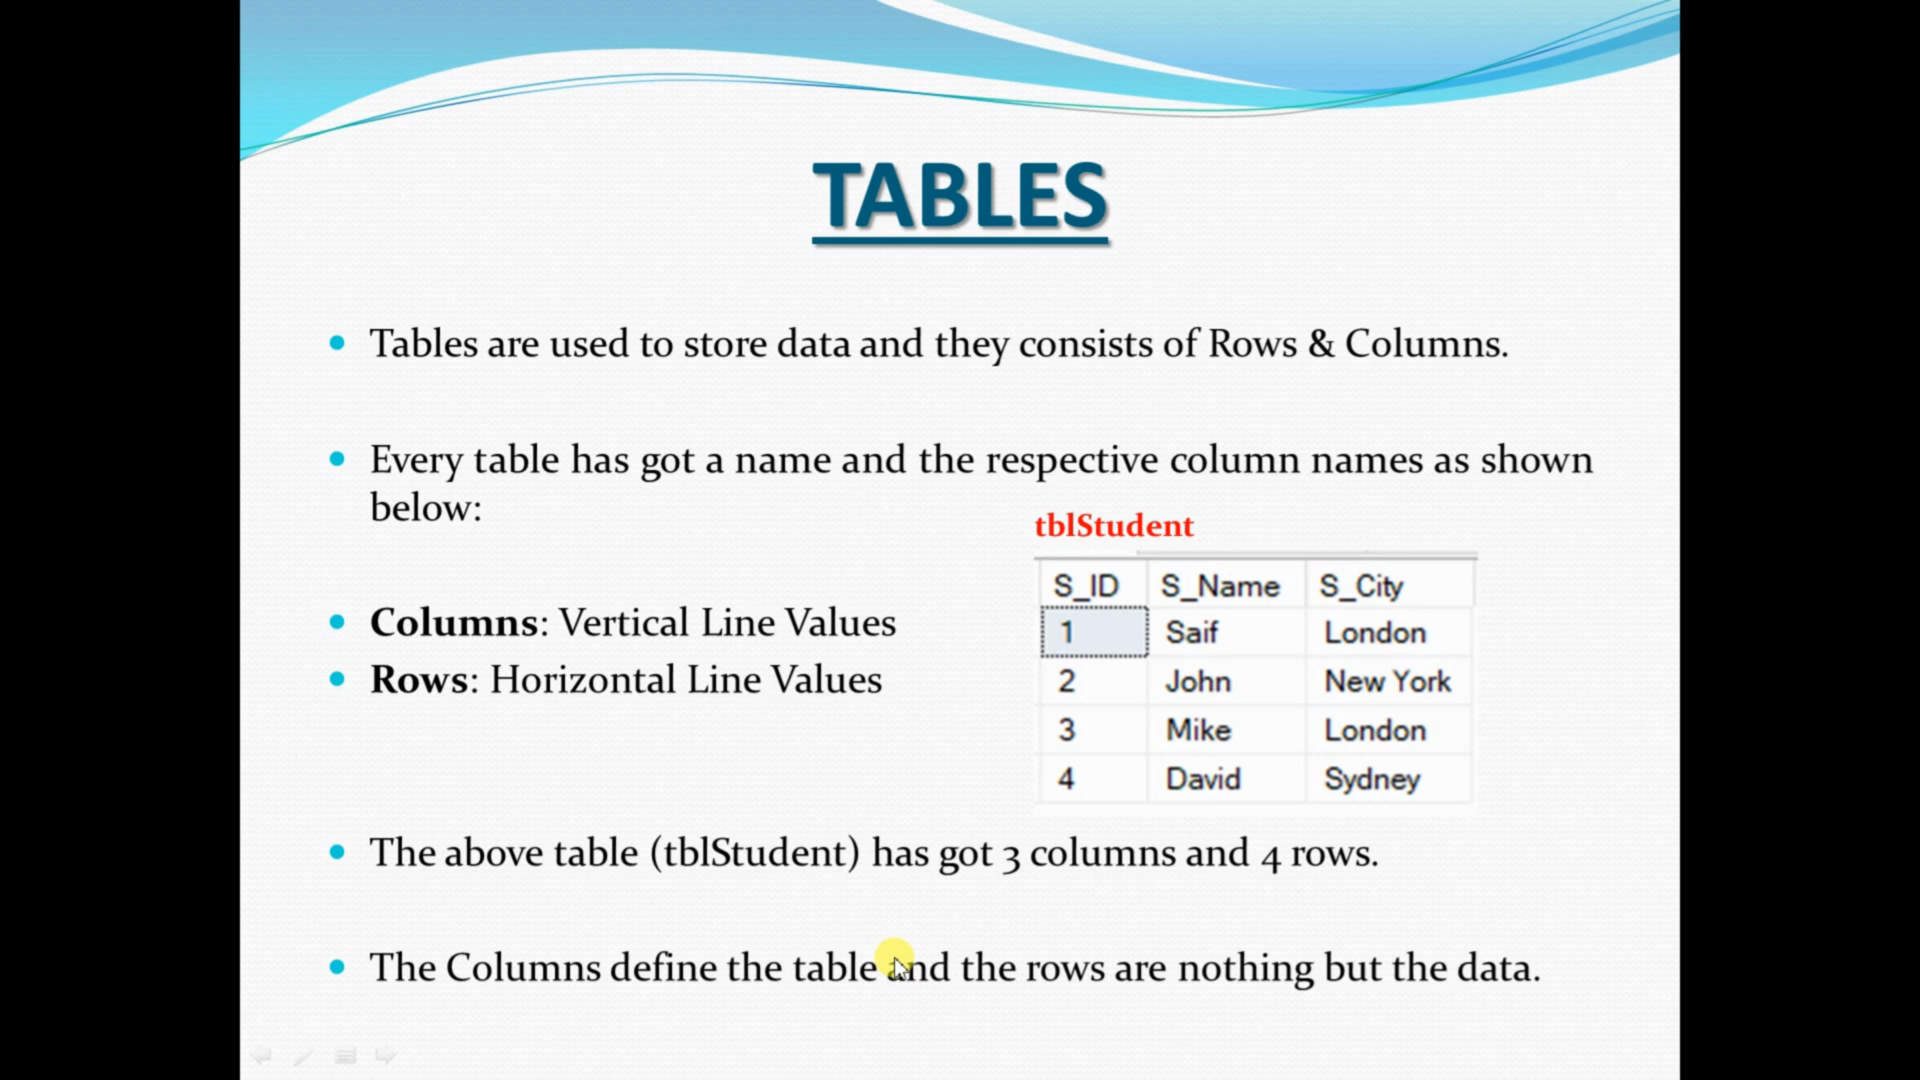 TABLES
Tables are used to store data and they consists of Rows & Columns.
Every table has got a name and the respective column names as shown
below:
tblStudent
S_ID S_Name S_City
1 Saif London
2 John New York
3 Mike London
4 David Sydney
Columns: Vertical Line Values
Rows: Horizontal Line Values
The above table (tblStudent) has got 3 columns and 4 rows.
The Columns define the table and the rows are nothing but the data.